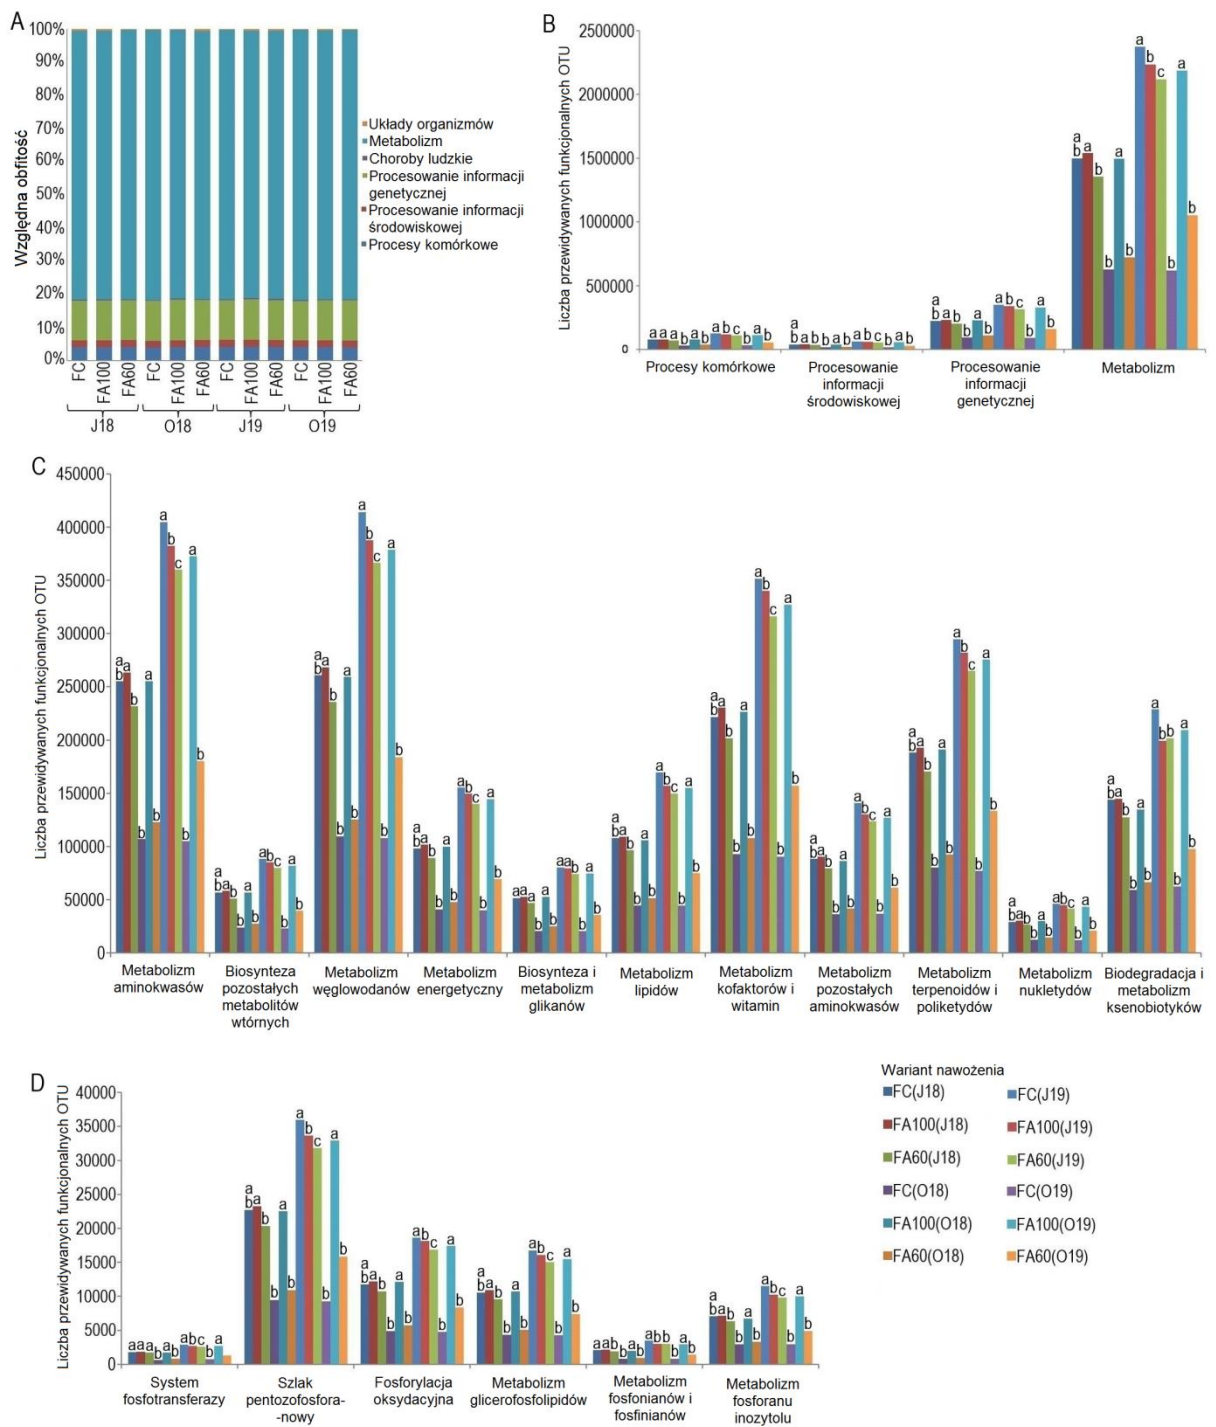 A
100%
90%
80%
70%
60%
50%
40%
30%
20%
10%
0%
Względna obfitość
FC
FA100
FA60
FC
FA100
FA60
FC
FA100
FA60
FC
FA100
FA60
J18
O18
J19
O19
Układy organizmów
Metabolizm
Choroby ludzkie
Procesowanie informacji
genetycznej
Procesowanie informacji
środowiskowej
Procesy komórkowe
B
Liczba przewidywanych funkcjonalnych OTU
2500000
2000000
1500000
1000000
500000
0
a a a b a b a b c b a b
a b a b b a b a a b b a b
a b a b b a b a b c b a b
a b a b b a b a b c b a b
Procesy komórkowe
Procesowanie
informacji
środowiskowej
Procesowanie
informacji
genetycznej
Metabolizm
C
Liczba przewidywanych funkcjonalnych OTU
450000
400000
350000
300000
250000
200000
150000
100000
50000
0
a b a b b a b a b c b a b
a b a b b a b a b c b a b
a b a b b a b a b c b a b
a b a b b a b a b c b a b
a b a b b a b a a b b a b
a b a b b a b a b c b a b
a b a b b a b a b c b a b
a b a b b a b a b c b a b
a b a b b a b a b c b a b
a b a b b a b a b c b a b
a b a b b a b a b b b a b
Metabolizm
aminokwasów
Biosynteza
pozostałych
metabolitów
wtórnych
Metabolizm
węglowodanów
Metabolizm
energetyczny
Biosynteza i
metabolizm
glikanów
Metabolizm
lipidów
Metabolizm
kofaktorów i
witamin
Metabolizm
pozostałych
aminokwasów
Metabolizm
terpenoidów i
poliketydów
Metabolizm
nukletydów
Biodegradacja i
metabolizm
ksenobiotyków
D
Liczba przewidywanych funkcjonalnych OTU
40000
35000
30000
25000
20000
15000
10000
5000
0
a a a b a b a b c b a
a b a b b a b a b c b a b
a b a b b a b a b c b a b
a b a b b a b a b c b a b
a a a b a b a b b b a b
a b a b b a b a b c b a b
System
fosfotransferazy
Szlak
pentozofosfora-
-nowy
Fosforylacja
oksydacyjna
Metabolizm
glicerofosfolipidów
Metabolizm
fosfonianów i
fosfinianów
Metabolizm
fosforanu
inozytolu
Wariant nawożenia
FC(J18)
FC(J19)
FA100(J18)
FA100(J19)
FA60(J18)
FA60(J19)
FC(O18)
FC(O19)
FA100(O18)
FA100(O19)
FA60(O18)
FA60(O19)